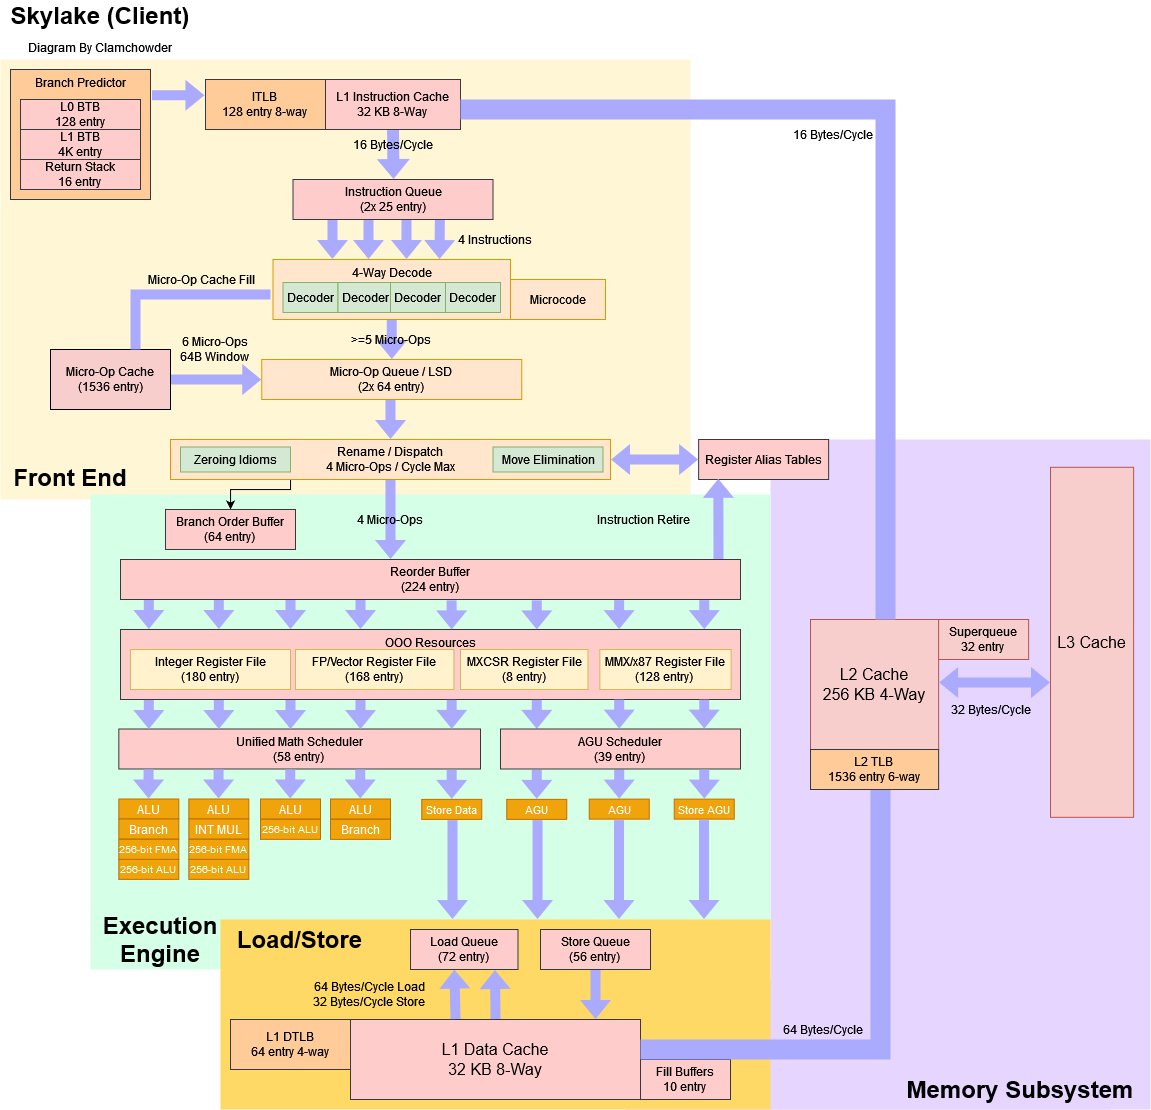 Skylake (Client)
Diagram By Clamchowder
Branch Predictor
L0 BTB
128 entry
L1 BTB
4K entry
Return Stack
16 entry
ITLB
128 entry 8-way
L1 Instruction Cache
32 KB 8-Way
16 Bytes/Cycle
16 Bytes/Cycle
Instruction Queue
(2x 25 entry)
4 Instructions
4-Way Decode
Decoder
Decoder
Decoder
Decoder
Microcode
Micro-Op Cache Fill
>=5 Micro-Ops
6 Micro-Ops
64B Window
Micro-Op Cache
(1536 entry)
Micro-Op Queue / LSD
(2x 64 entry)
Zeroing Idioms
Rename / Dispatch
4 Micro-Ops / Cycle Max
Move Elimination
Register Alias Tables
Front End
Branch Order Buffer
(64 entry)
4 Micro-Ops
Instruction Retire
Reorder Buffer
(224 entry)
OOO Resources
Integer Register File
(180 entry)
FP/Vector Register File
(168 entry)
MXCSR Register File
(8 entry)
MMX/x87 Register File
(128 entry)
Unified Math Scheduler
(58 entry)
AGU Scheduler
(39 entry)
ALU
Branch
256-bit FMA
256-bit ALU
ALU
INT MUL
256-bit FMA
256-bit ALU
ALU
256-bit ALU
ALU
Branch
Store Data
AGU
AGU
Store AGU
Execution
Engine
Load/Store
Load Queue
(72 entry)
Store Queue
(56 entry)
64 Bytes/Cycle Load
32 Bytes/Cycle Store
L1 DTLB
64 entry 4-way
L1 Data Cache
32 KB 8-Way
Fill Buffers
10 entry
64 Bytes/Cycle
L2 Cache
256 KB 4-Way
Superqueue
32 entry
32 Bytes/Cycle
L2 TLB
1536 entry 6-way
L3 Cache
Memory Subsystem